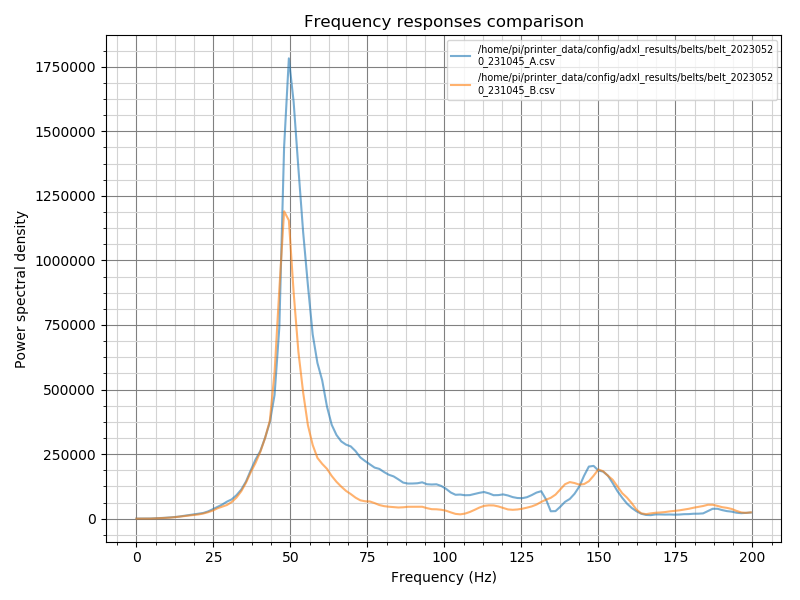 Frequency responses comparison
/home/pi/printer_data/config/adxl_results/belts/belt_2023052
0_231045_A.csv
/home/pi/printer_data/config/adxl_results/belts/belt_2023052
0_231045_B.csv
Power spectral density
1750000
1500000
1250000
1000000
750000
500000
250000
0
0 25 50 75 100 125 150 175 200
Frequency (Hz)